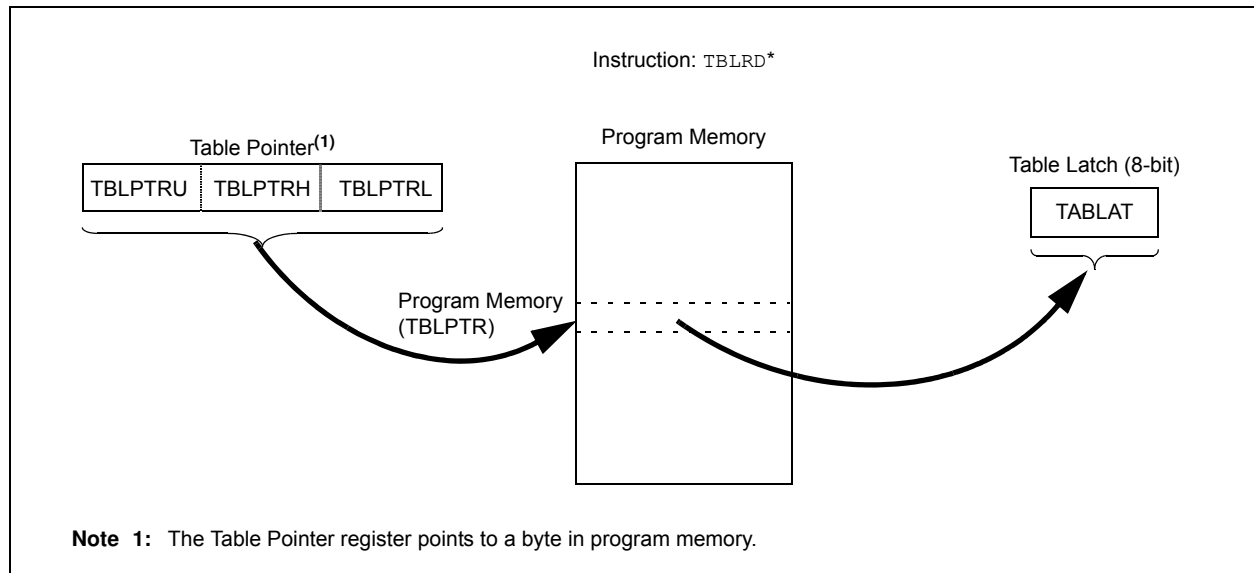 Instruction: TBLRD*
Table Pointer(1)
TBLPTRU TBLPTRH TBLPTRL
Program Memory
(TBLPTR)
Program Memory
Table Latch (8-bit)
TABLAT
Note 1: The Table Pointer register points to a byte in program memory.